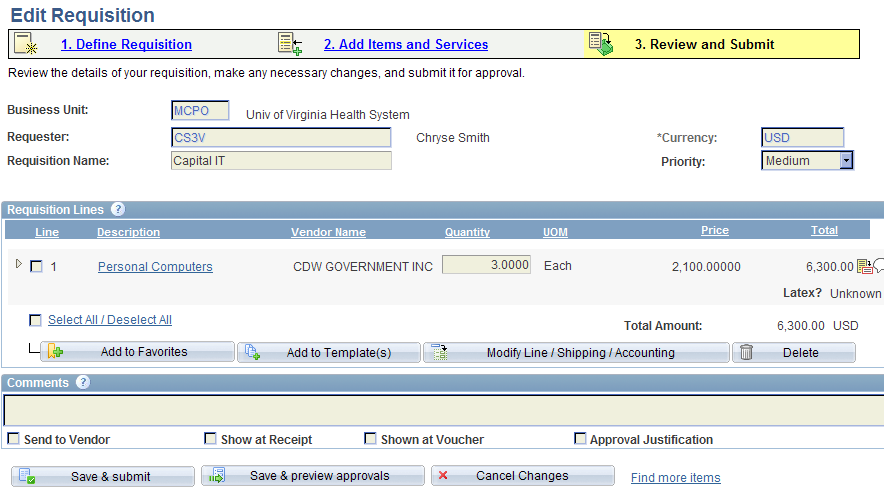 Edit Requisition
1. Define Requisition 2. Add Items and Services 3. Review and Submit
Review the details of your requisition, make any necessary changes, and submit it for approval.
Business Unit: MCPO Univ of Virginia Health System
Requester: CS3V Chryse Smith *Currency: USD
Requisition Name: Capital IT Priority: Medium
Requisition Lines ?
Line Description Vendor Name Quantity UOM Price Total
1 Personal Computers CDW GOVERNMENT INC 3.0000 Each 2,100.00000 6,300.00
Latex? Unknown
Select All / Deselect All
Total Amount: 6,300.00 USD
Add to Favorites Add to Template(s) Modify Line / Shipping / Accounting Delete
Comments ?
Send to Vendor Show at Receipt Shown at Voucher Approval Justification
Save & submit Save & preview approvals Cancel Changes Find more items